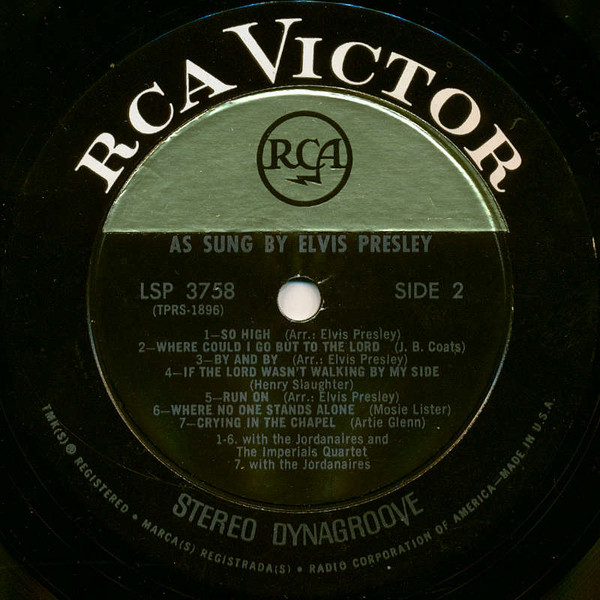 RCA VICTOR
RCA
AS SUNG BY ELVIS PRESLEY
LSP 3758
(TPRS-1896)
SIDE 2
1—SO HIGH (Arr.: Elvis Presley)
2—WHERE COULD I GO BUT TO THE LORD (J. B. Coats)
3—BY AND BY (Arr.: Elvis Presley)
4—IF THE LORD WASN'T WALKING BY MY SIDE
(Henry Slaughter)
5—RUN ON (Arr.: Elvis Presley)
6—WHERE NO ONE STANDS ALONE (Mosie Lister)
7—CRYING IN THE CHAPEL (Artie Glenn)
1-6. with the Jordanaires and
The Imperials Quartet
7. with the Jordanaires
STEREO DYNAGROOVE
TMK(S) ® REGISTERED • MARCA(S) REGISTRADA(S) • RADIO CORPORATION OF AMERICA—MADE IN U.S.A.